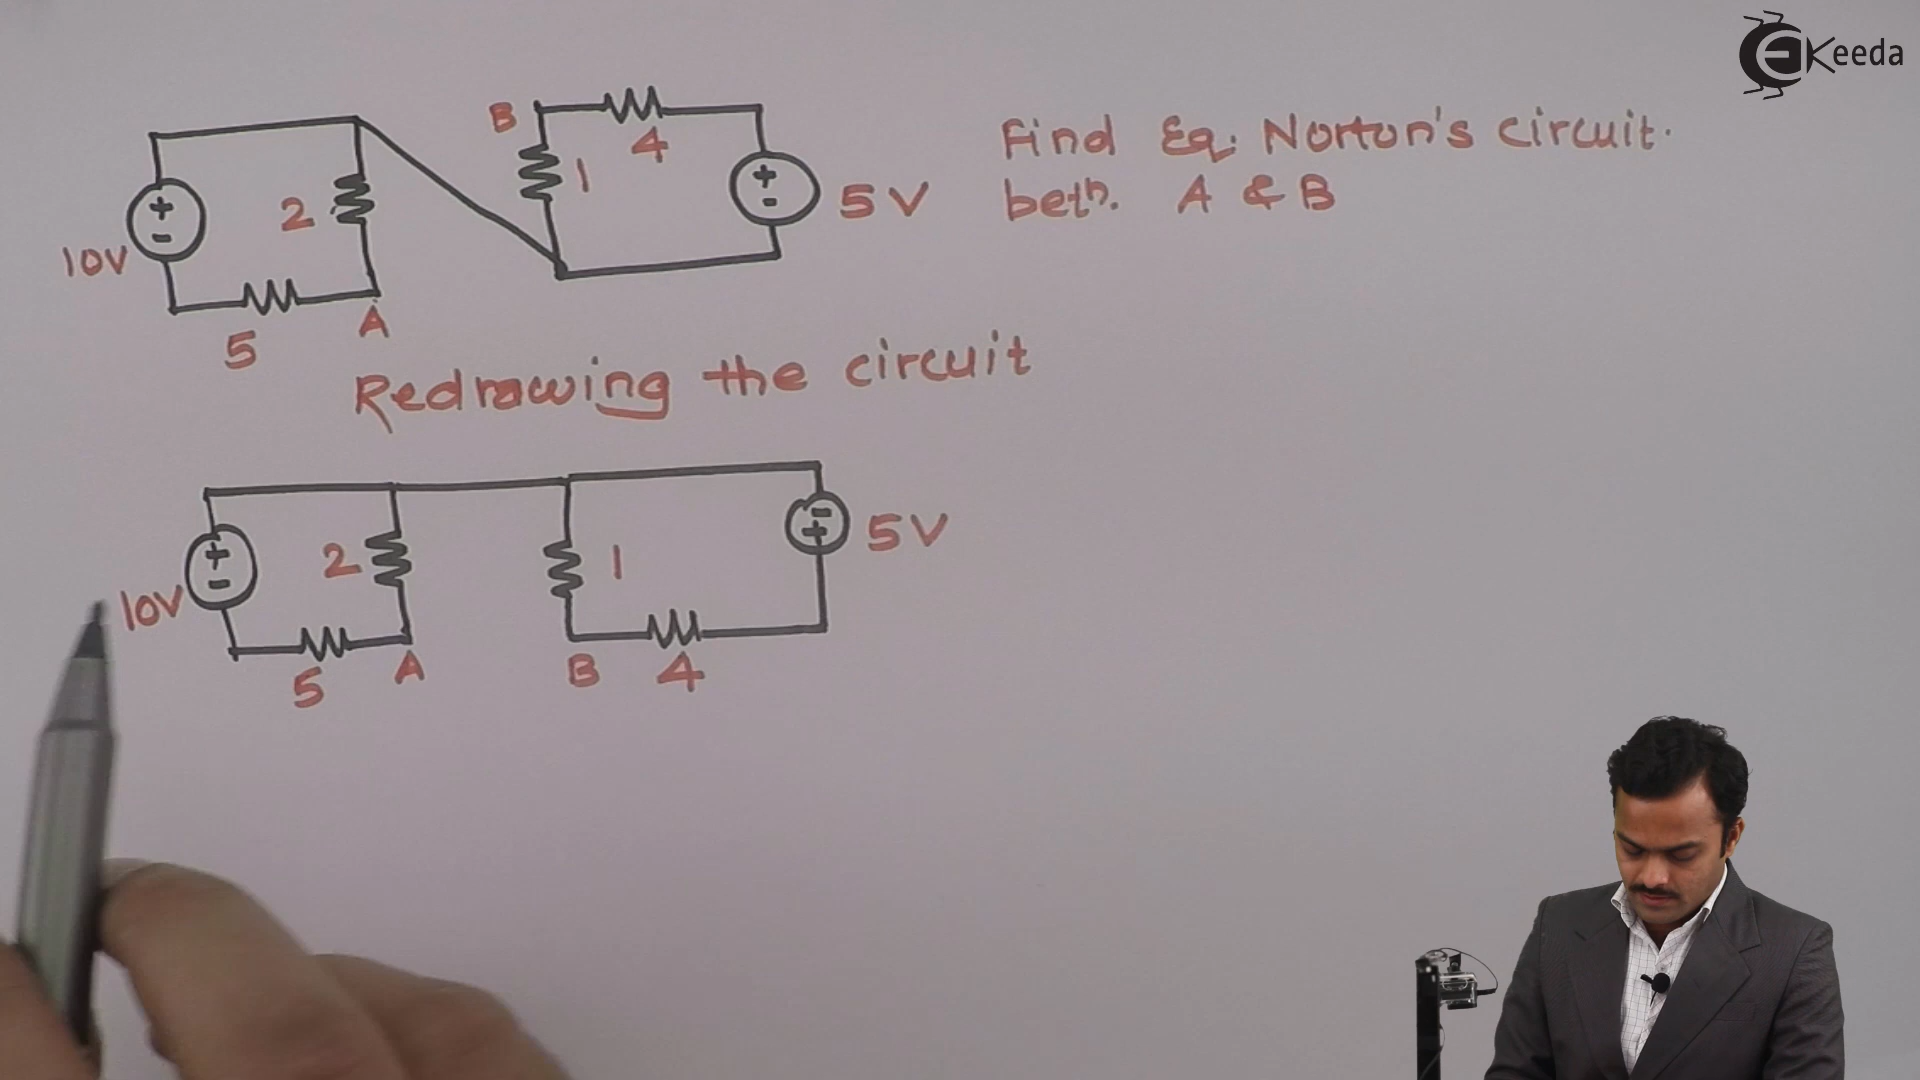 Keeda
B
4
1
2
10V
5V
5
A
Find Eq. Norton's circuit.
betn. A & B
Redrawing the circuit
10V
2
1
5V
5
A
B
4